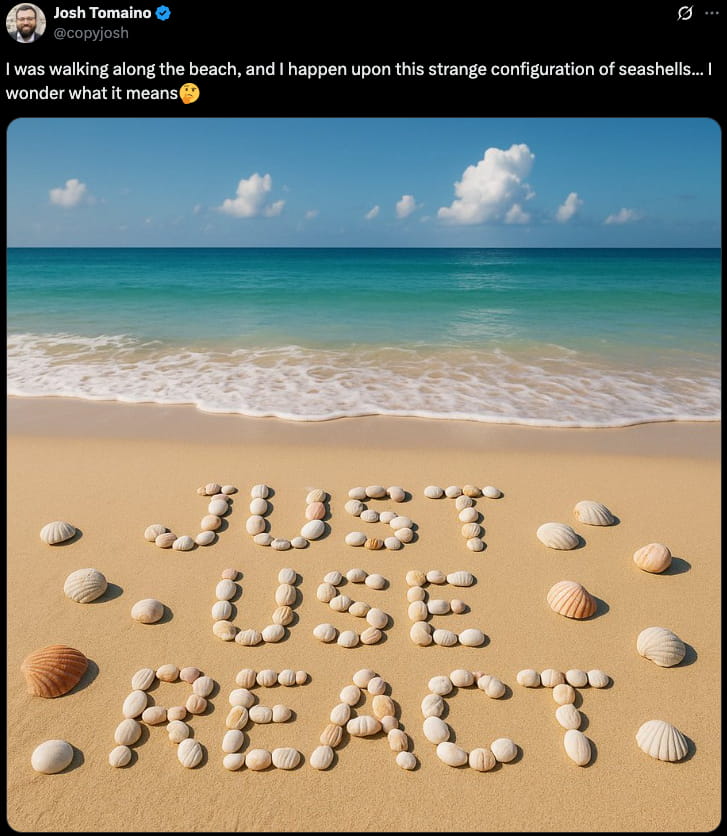 Josh Tomaino
@copyjosh
I was walking along the beach, and I happen upon this strange configuration of seashells... I
wonder what it means🤔
JUST
USE
REACT